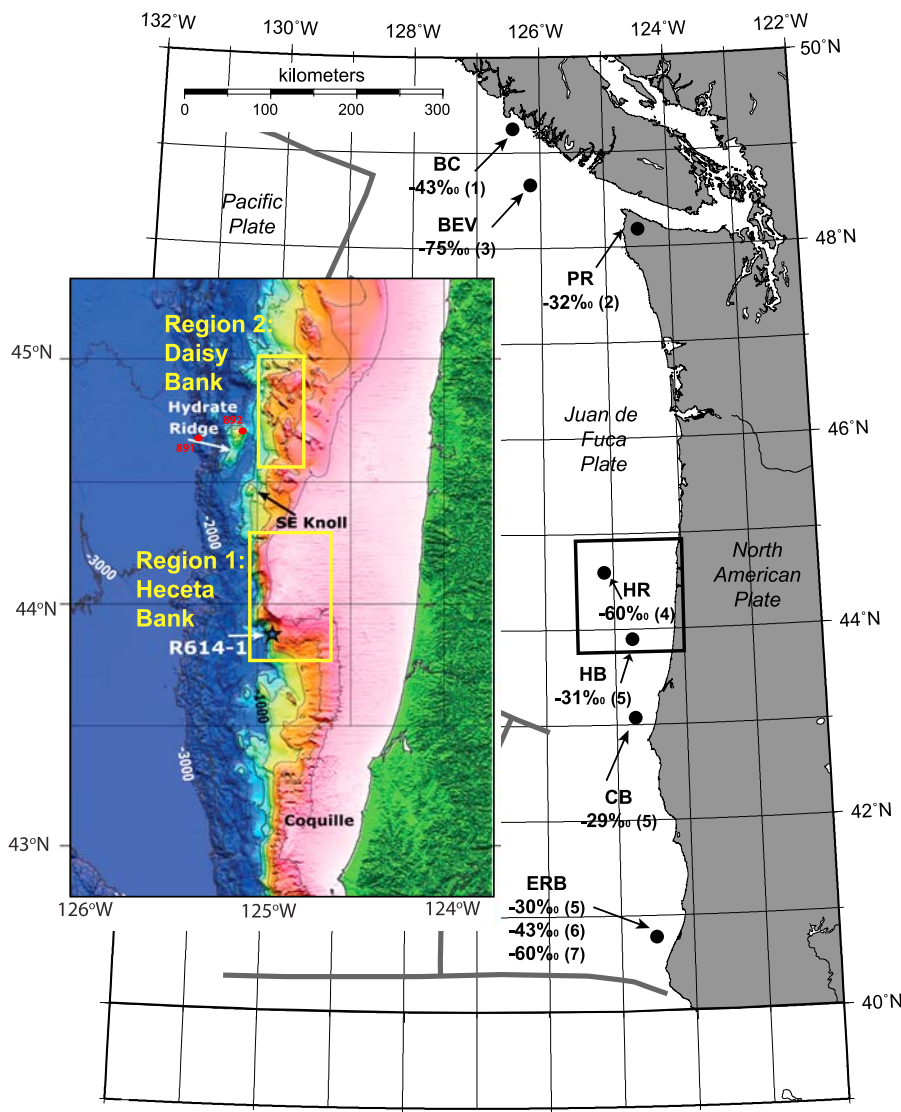 132°W
130°W
128°W
126°W
124°W
122°W
50°N
kilometers
0 100 200 300
BC
-43‰ (1)
Pacific
Plate
BEV
-75‰ (3)
48°N
PR
-32‰ (2)
Region 2:
Daisy
Bank
45°N
Hydrate
Ridge
892
891
Juan de
Fuca
Plate
46°N
SE Knoll
-2000
-3000
Region 1:
Heceta
Bank
44°N
R614-1
North
American
Plate
HR
-60‰ (4)
44°N
HB
-31‰ (5)
-1000
-3000
CB
-29‰ (5)
Coquille
42°N
43°N
ERB
-30‰ (5)
-43‰ (6)
-60‰ (7)
126°W
125°W
124°W
40°N